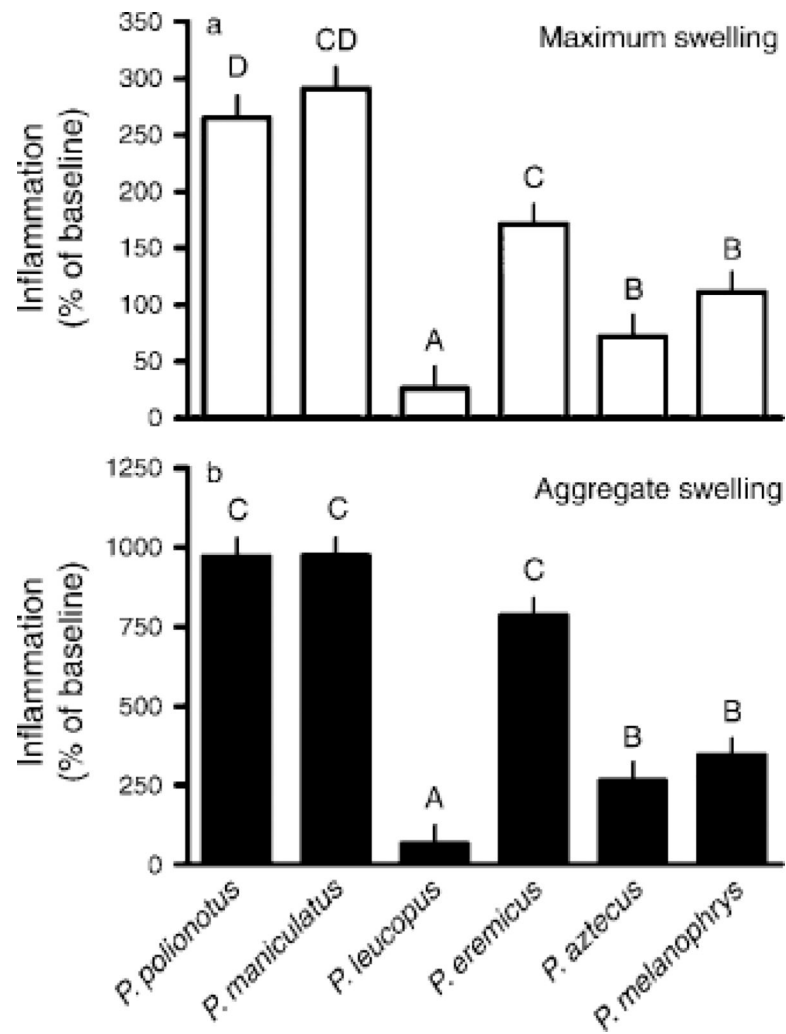 a
Maximum swelling
350
300
250
200
150
100
50
0
Inflammation
(% of baseline)
D
CD
A
C
B
B
b
Aggregate swelling
1250
1000
750
500
250
0
Inflammation
(% of baseline)
C
C
A
C
B
B
P. polionotus
P. maniculatus
P. leucopus
P. eremicus
P. aztecus
P. melanophrys